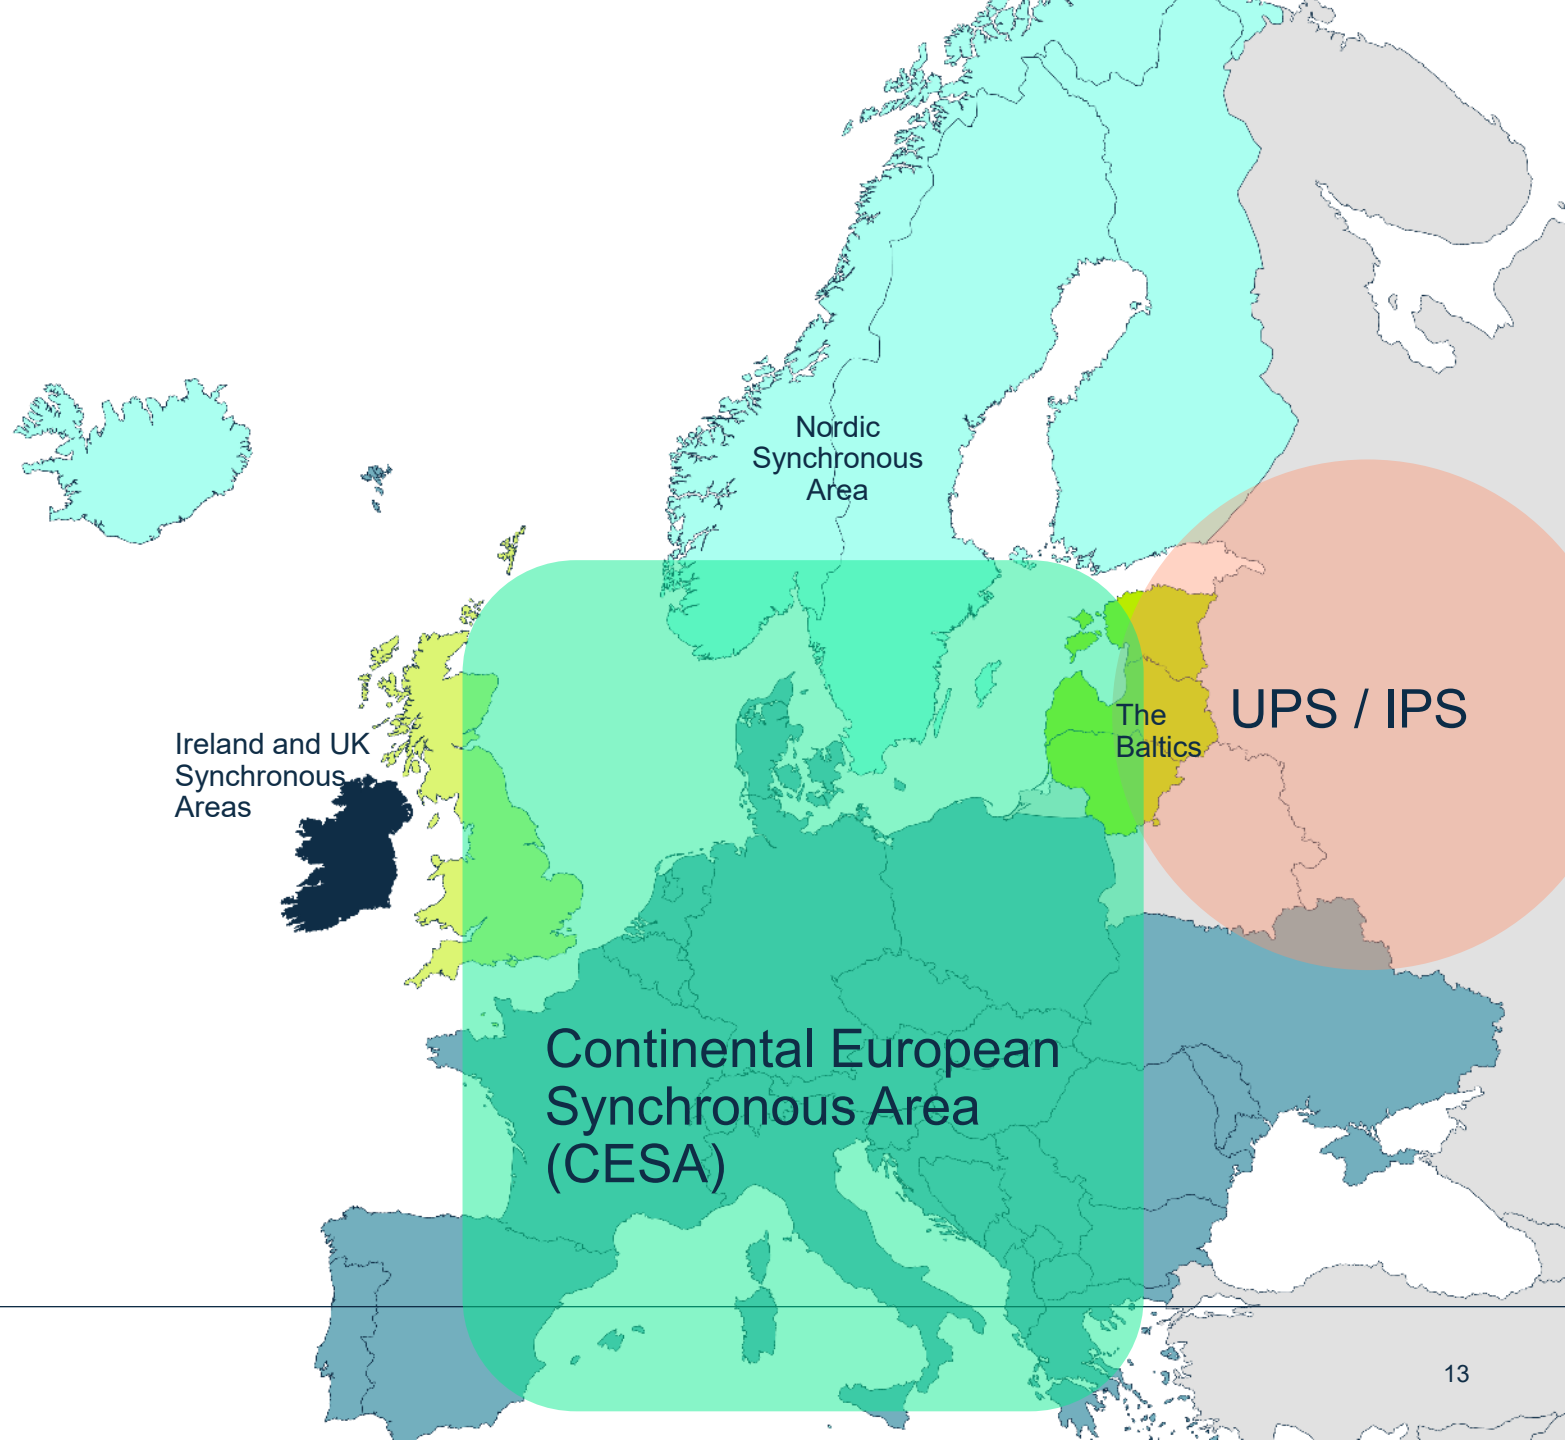 Nordic
Synchronous
Area
The
Baltics
UPS / IPS
Ireland and UK
Synchronous
Areas
Continental European
Synchronous Area
(CESA)
13